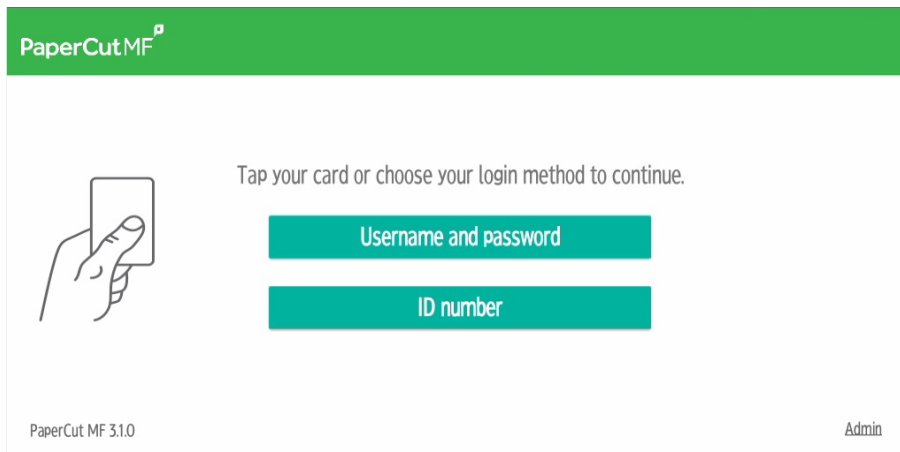 PaperCut MF
Tap your card or choose your login method to continue.
Username and password
ID number
PaperCut MF 3.1.0
Admin